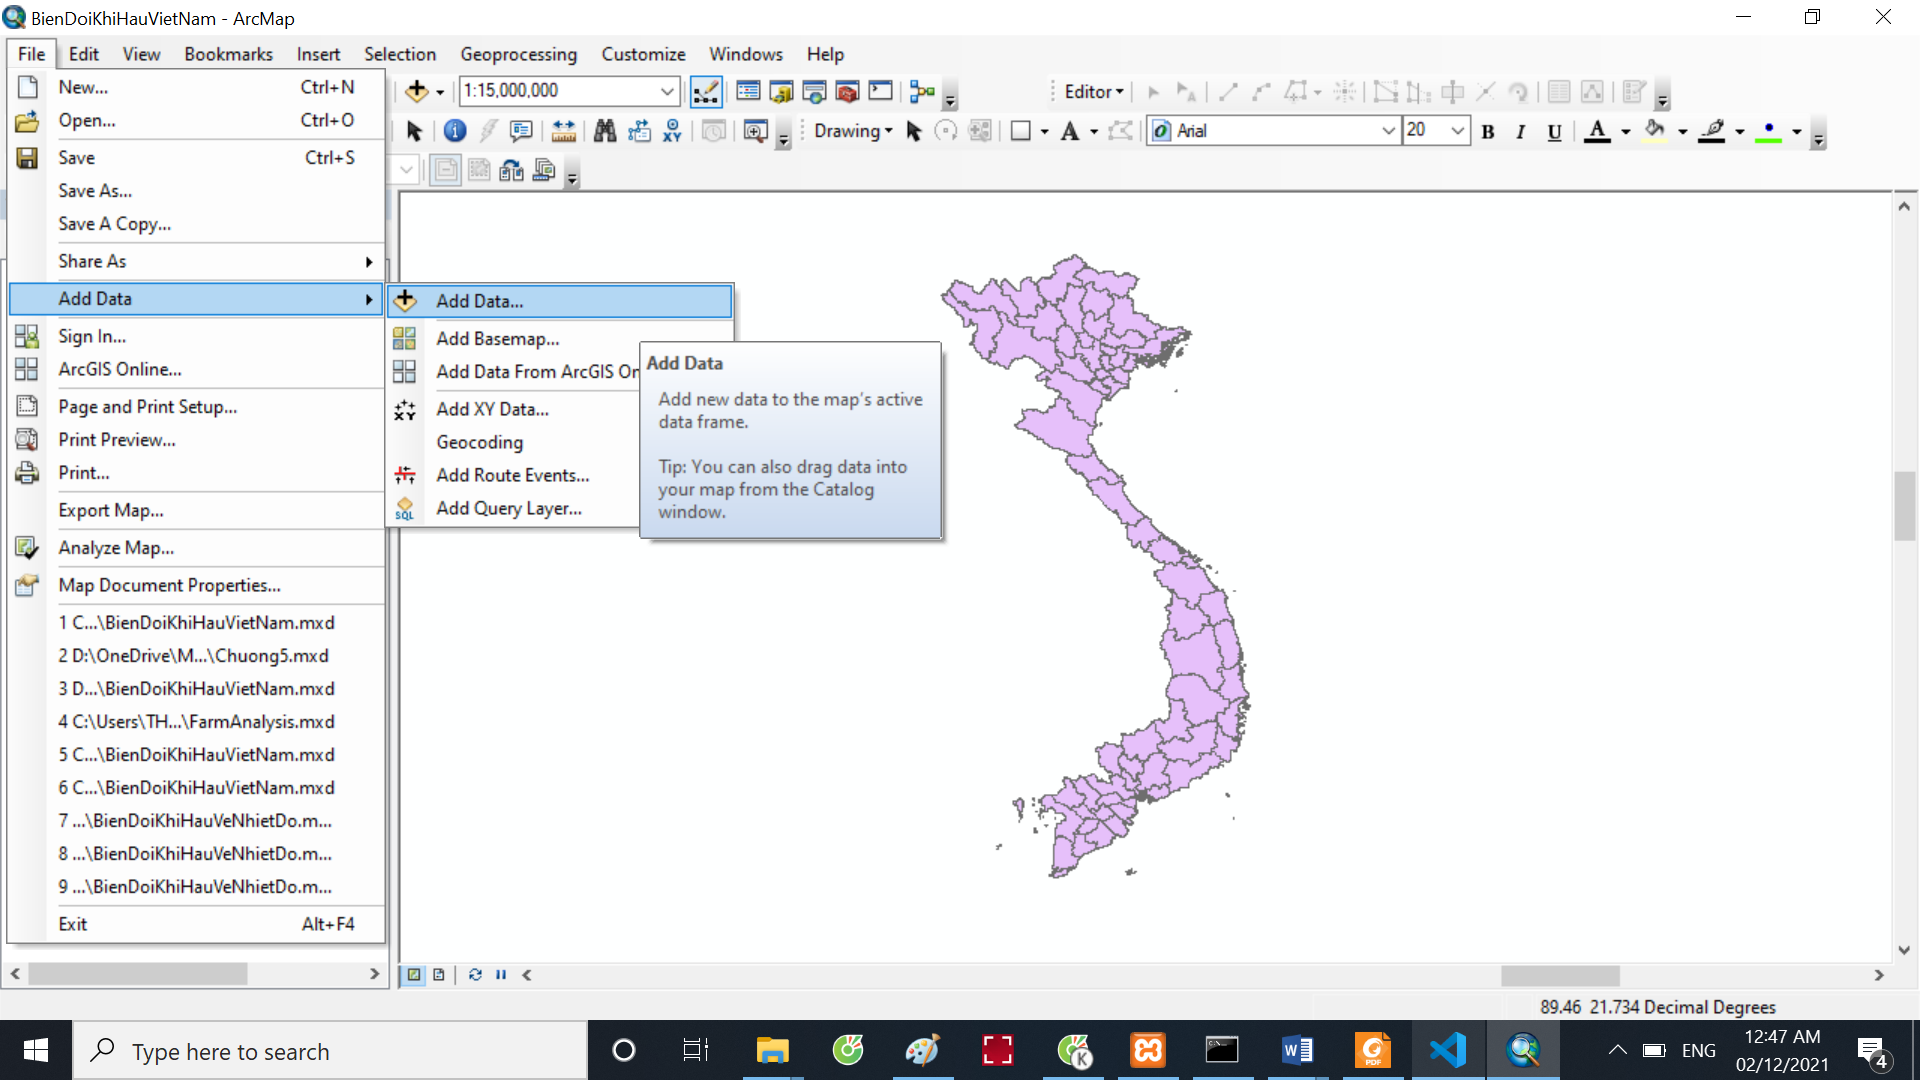 BienDoiKhiHauVietNam - ArcMap
File Edit View Bookmarks Insert Selection Geoprocessing Customize Windows Help
New... Ctrl+N
Open... Ctrl+O
Save Ctrl+S
Save As...
Save A Copy...
Share As
Add Data
Sign In...
ArcGIS Online...
Page and Print Setup...
Print Preview...
Print...
Export Map...
Analyze Map...
Map Document Properties...
1 C...\BienDoiKhiHauVietNam.mxd
2 D:\OneDrive\M...\Chuong5.mxd
3 D...\BienDoiKhiHauVietNam.mxd
4 C:\Users\TH...\FarmAnalysis.mxd
5 C...\BienDoiKhiHauVietNam.mxd
6 C...\BienDoiKhiHauVietNam.mxd
7 ...\BienDoiKhiHauVeNhietDo.m...
8 ...\BienDoiKhiHauVeNhietDo.m...
9 ...\BienDoiKhiHauVeNhietDo.m...
Exit Alt+F4
1:15,000,000
Editor
XY
Drawing
A
Arial
20
B I U A
Add Data...
Add Basemap...
Add Data From ArcGIS On
XY
Add XY Data...
Geocoding
Add Route Events...
SQL
Add Query Layer...
Add Data
Add new data to the map's active
data frame.
Tip: You can also drag data into
your map from the Catalog
window.
89.46 21.734 Decimal Degrees
Type here to search
K
C:\
W
PDF
ENG
12:47 AM
02/12/2021
4